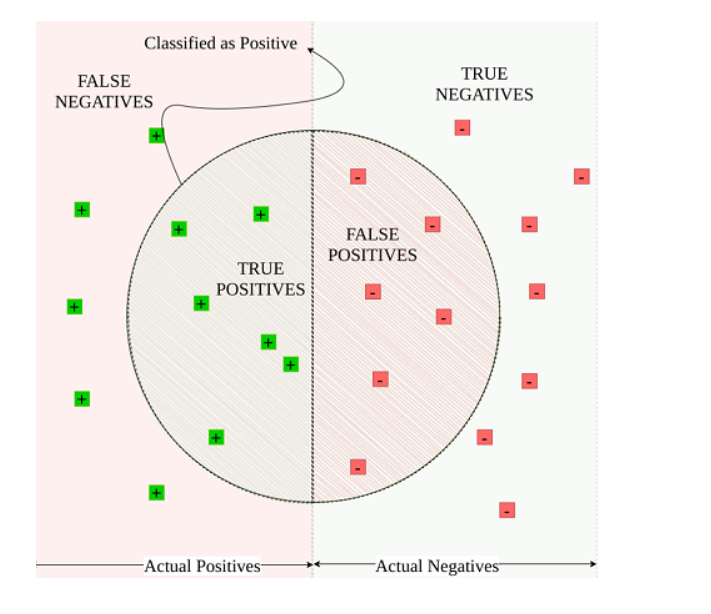 Classified as Positive
FALSE
NEGATIVES
TRUE
NEGATIVES
FALSE
POSITIVES
TRUE
POSITIVES
Actual Positives
Actual Negatives